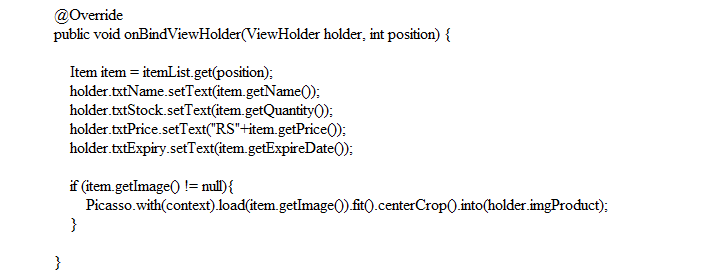 @Override
public void onBindViewHolder(ViewHolder holder, int position) {
Item item = itemList.get(position);
holder.txtName.setText(item.getName());
holder.txtStock.setText(item.getQuantity());
holder.txtPrice.setText("RS"+item.getPrice());
holder.txtExpiry.setText(item.getExpireDate());
if (item.getImage() != null){
Picasso.with(context).load(item.getImage()).fit().centerCrop().into(holder.imgProduct);
}
}